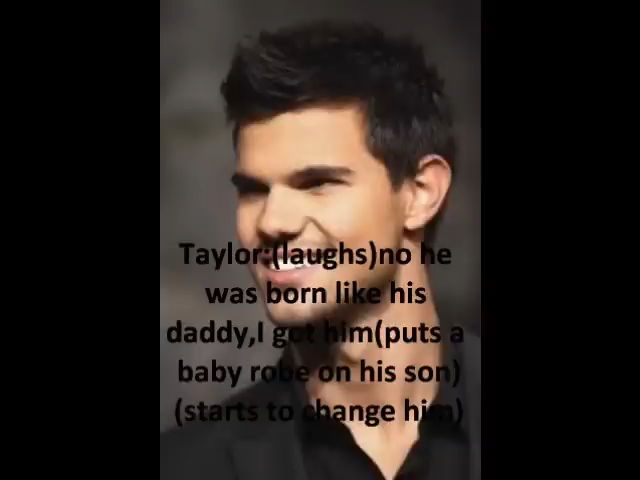 Taylor:(laughs)no he
was born like his
daddy,I got him(puts a
baby robe on his son)
(starts to change him)